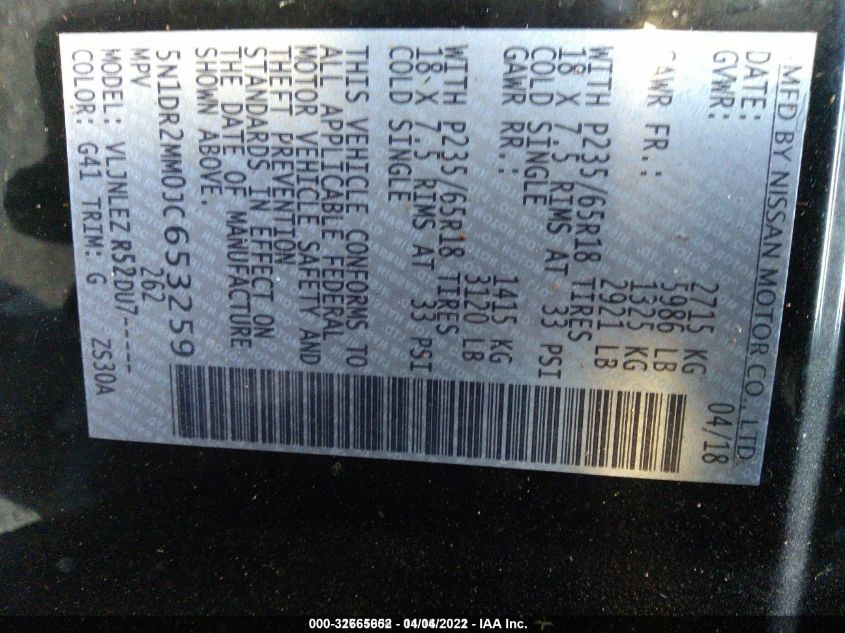 MFD BY NISSAN MOTOR CO., LTD.
DATE: 04/18
GVWR: 2715 KG
5986 LB
GAWR FR.: 1325 KG
2921 LB
WITH P235/65R18 TIRES
18 X 7.5 RIMS AT 33 PSI
COLD SINGLE
GAWR RR.: 1415 KG
3120 LB
WITH P235/65R18 TIRES
18 X 7.5 RIMS AT 33 PSI
COLD SINGLE
THIS VEHICLE CONFORMS TO
ALL APPLICABLE FEDERAL
MOTOR VEHICLE SAFETY AND
THEFT PREVENTION
STANDARDS IN EFFECT ON
THE DATE OF MANUFACTURE
SHOWN ABOVE.
5N1DR2MM0JC653259
MPV 262
MODEL: VLJNLEZ R52DU7-----
COLOR: G41 TRIM: G ZS30A
04/04/2022 - IAA Inc.